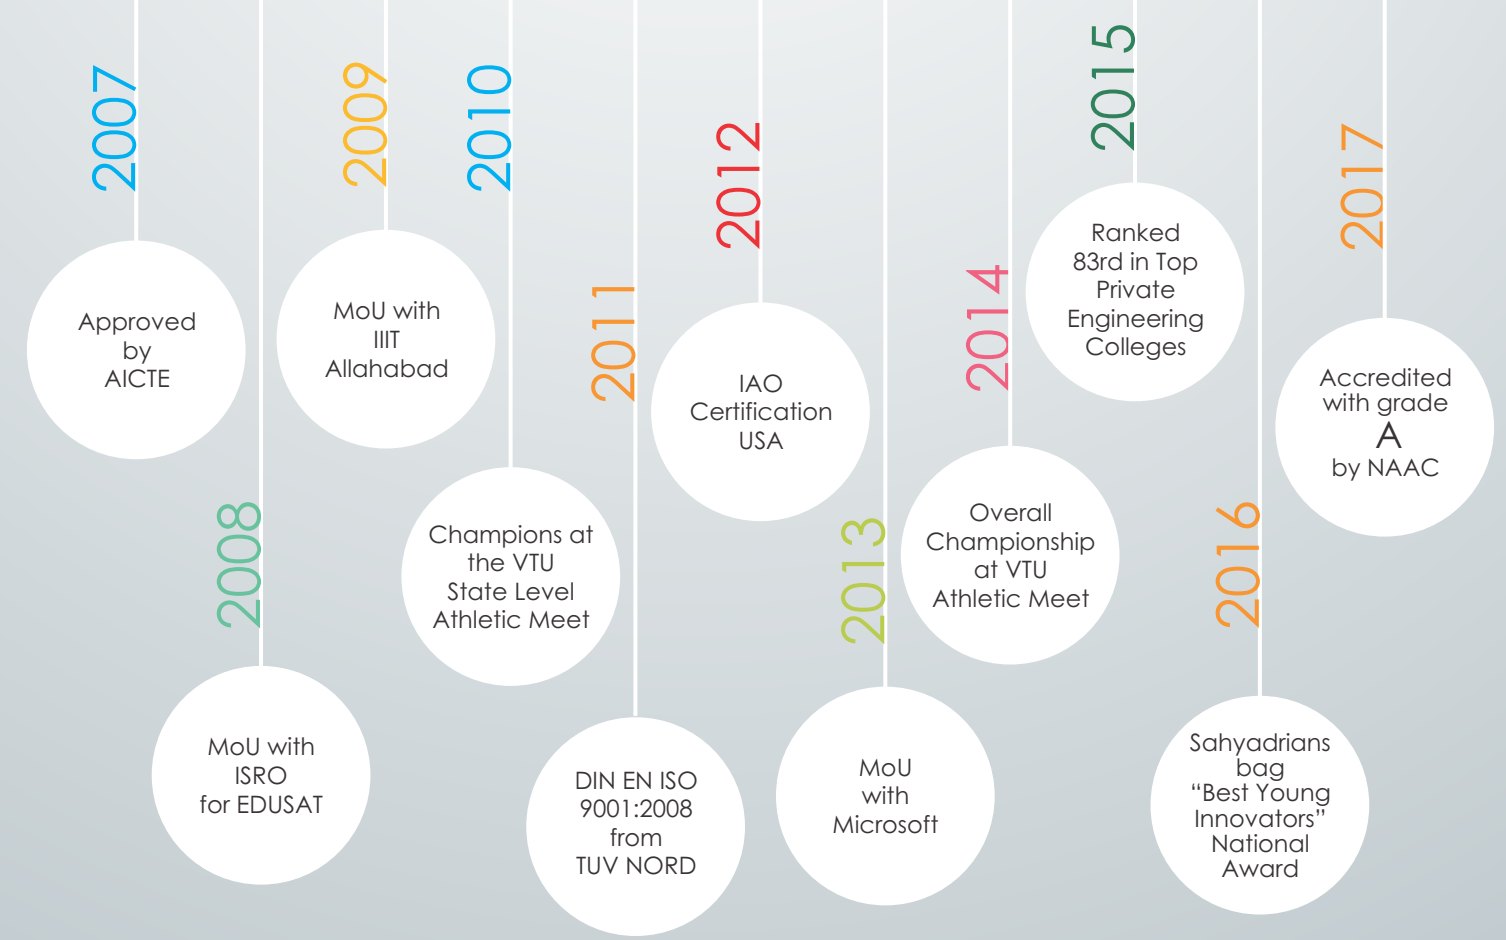 2007
Approved
by
AICTE
2008
MoU with
ISRO
for EDUSAT
2009
MoU with
IIIT
Allahabad
2010
Champions at
the VTU
State Level
Athletic Meet
2011
DIN EN ISO
9001:2008
from
TUV NORD
2012
IAO
Certification
USA
2013
MoU
with
Microsoft
2014
Overall
Championship
at VTU
Athletic Meet
2015
Ranked
83rd in Top
Private
Engineering
Colleges
2016
Sahyadrians
bag
“Best Young
Innovators”
National
Award
2017
Accredited
with grade
A
by NAAC